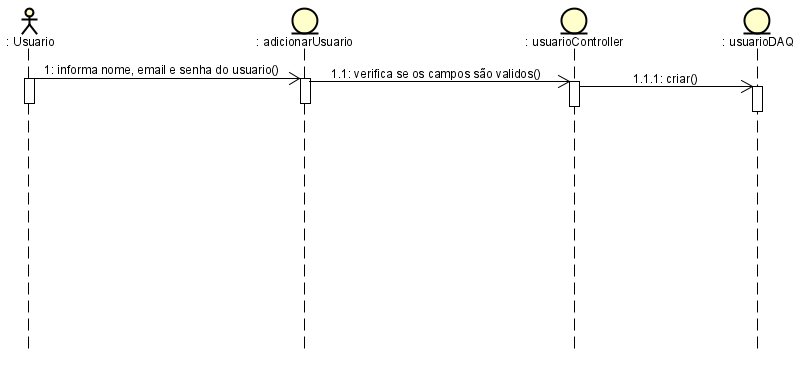 : Usuario
: adicionarUsuario
: usuarioController
: usuarioDAQ
1: informa nome, email e senha do usuario()
1.1: verifica se os campos são validos()
1.1.1: criar()